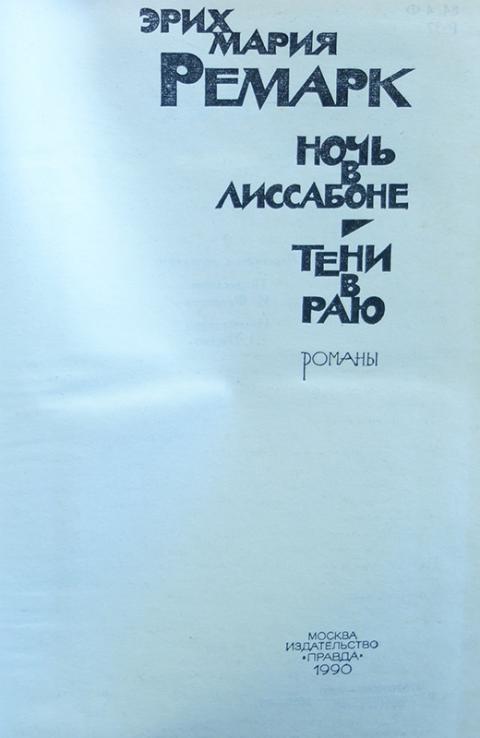 ЭРИХ
МАРИЯ
РЕМАРК
НОЧЬ
В
ЛИССАБОНЕ
ТЕНИ
В
РАЮ
РОМАНЫ
МОСКВА
ИЗДАТЕЛЬСТВО
«ПРАВДА»
1990